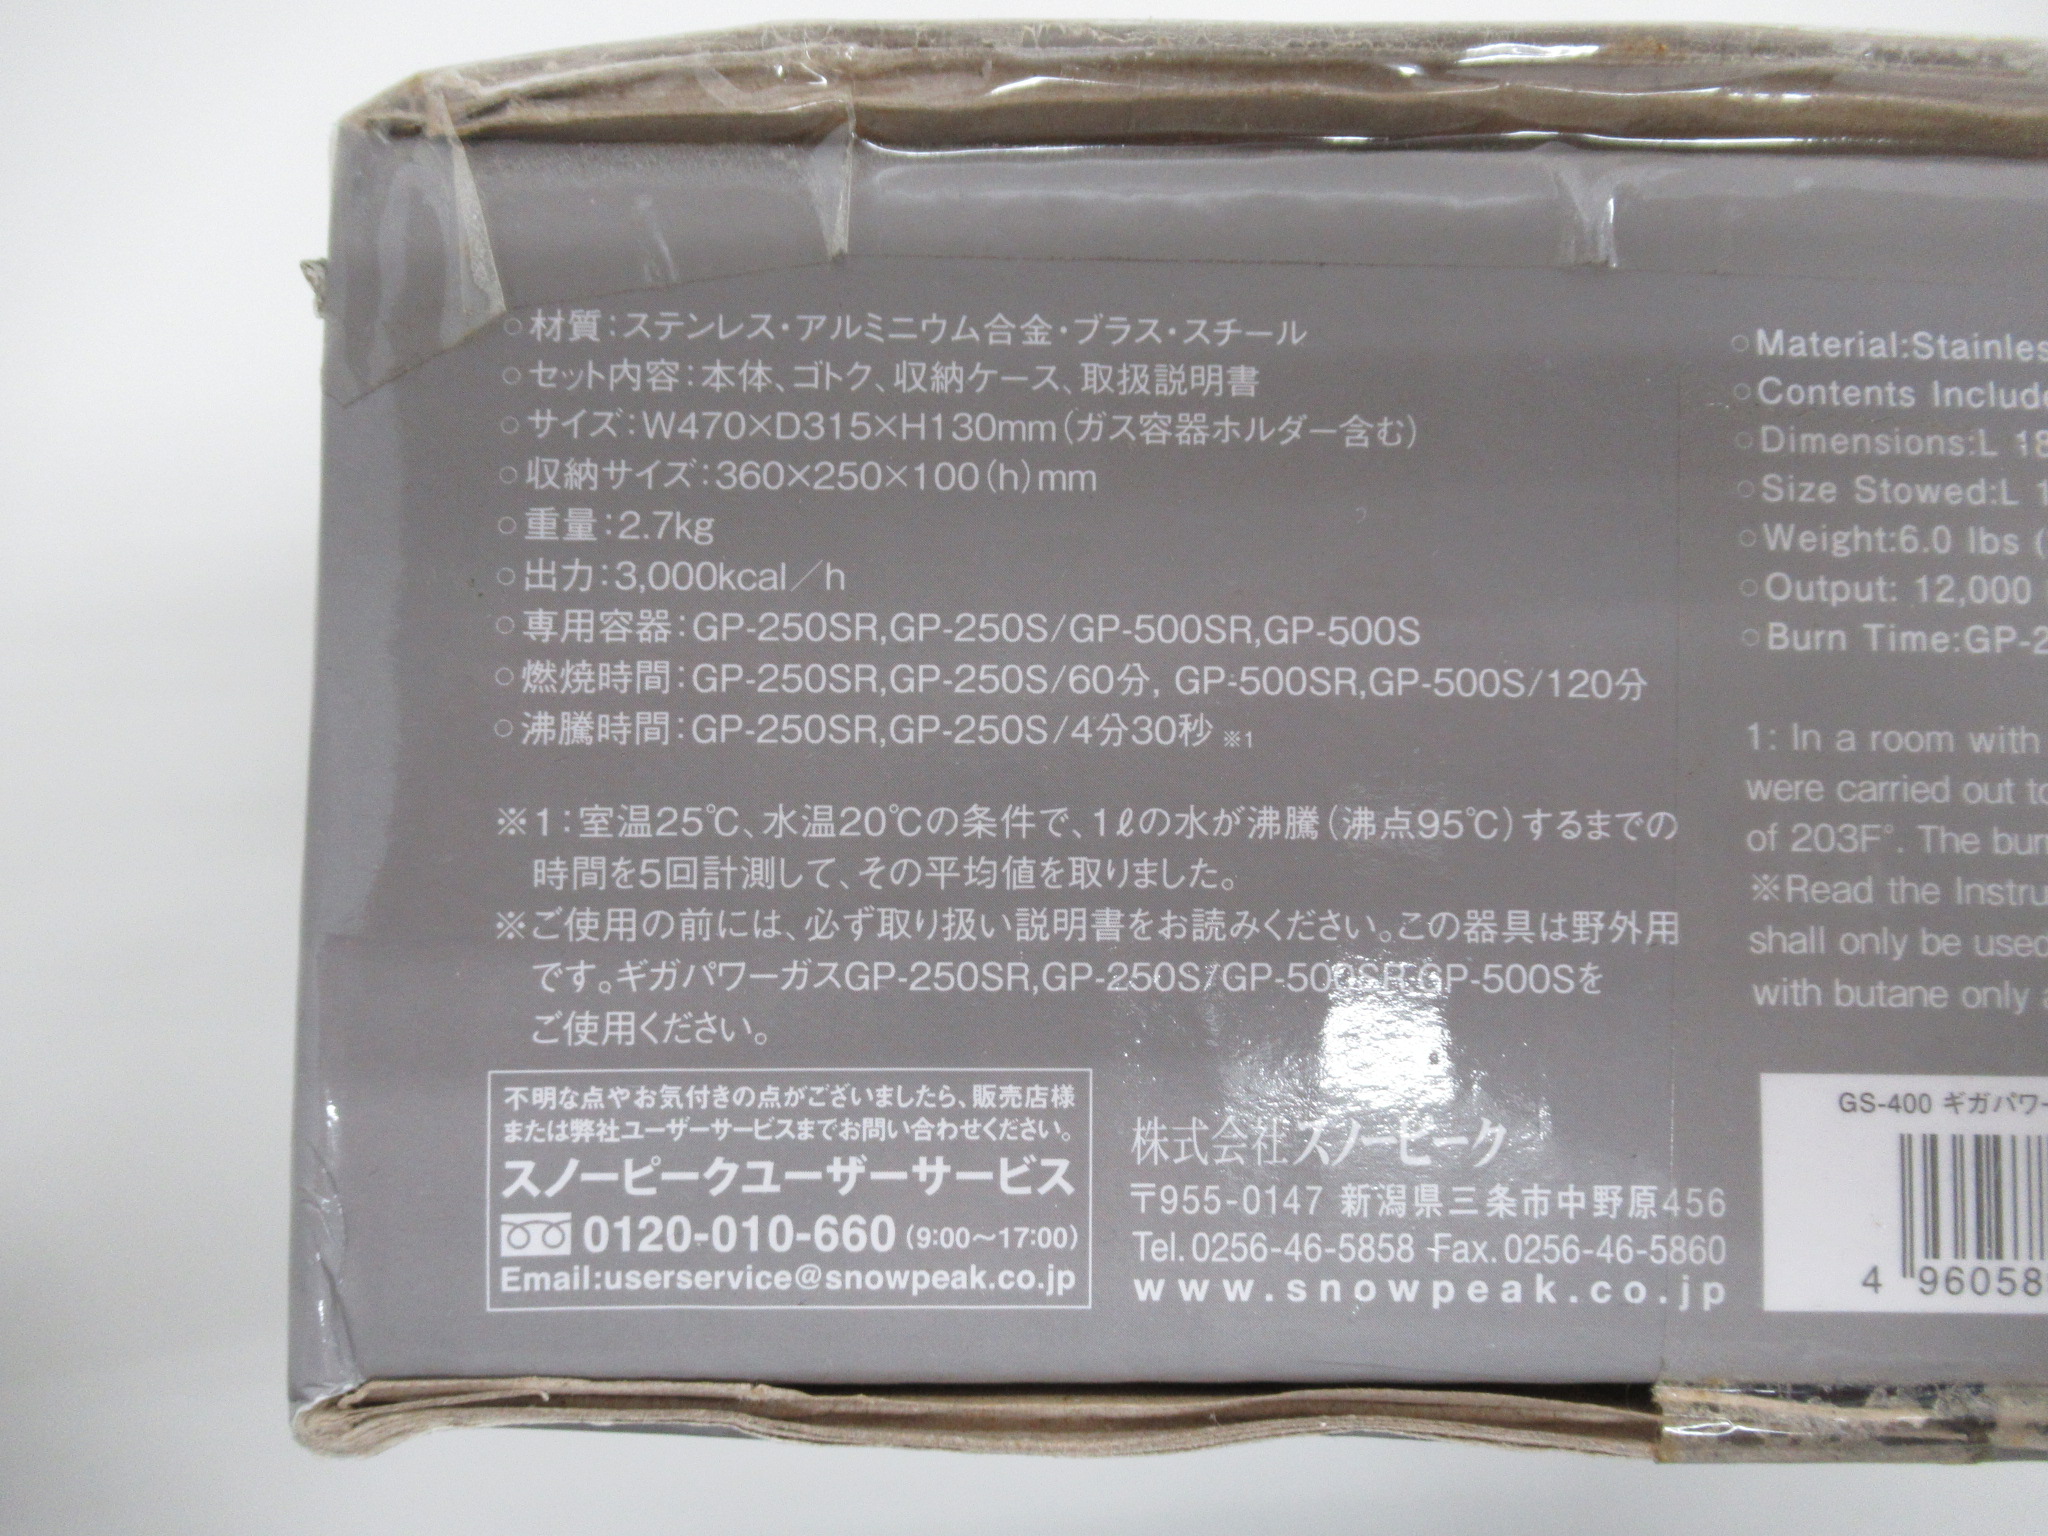 ○材質:ステンレス・アルミニウム合金・ブラス・スチール
○セット内容:本体、ゴトク、収納ケース、取扱説明書
○サイズ:W470×D315×H130mm(ガス容器ホルダー含む)
○収納サイズ:360×250×100(h)mm
○重量:2.7kg
○出力:3,000kcal/h
○専用容器:GP-250SR,GP-250S/GP-500SR,GP-500S
○燃焼時間:GP-250SR,GP-250S/60分, GP-500SR,GP-500S/120分
○沸騰時間:GP-250SR,GP-250S/4分30秒 ※1
※1:室温25℃、水温20℃の条件で、1ℓの水が沸騰(沸点95℃)するまでの
時間を5回計測して、その平均値を取りました。
※ご使用の前には、必ず取り扱い説明書をお読みください。この器具は野外用
です。ギガパワーガスGP-250SR,GP-250S/GP-500SR,GP-500Sを
ご使用ください。
不明な点やお気付きの点がございましたら、販売店様
または弊社ユーザーサービスまでお問い合わせください。
スノーピークユーザーサービス
0120-010-660(9:00〜17:00)
Email:userservice@snowpeak.co.jp
株式会社スノーピーク
〒955-0147 新潟県三条市中野原456
Tel.0256-46-5858 Fax.0256-46-5860
www.snowpeak.co.jp
○Material:Stainles
○Contents Include
○Dimensions:L 18
○Size Stowed:L 1
○Weight:6.0 lbs (
○Output: 12,000
○Burn Time:GP-2
1: In a room with
were carried out to
of 203F°. The bur
※Read the Instru
shall only be used
with butane only
GS-400 ギガパワー
4 96058